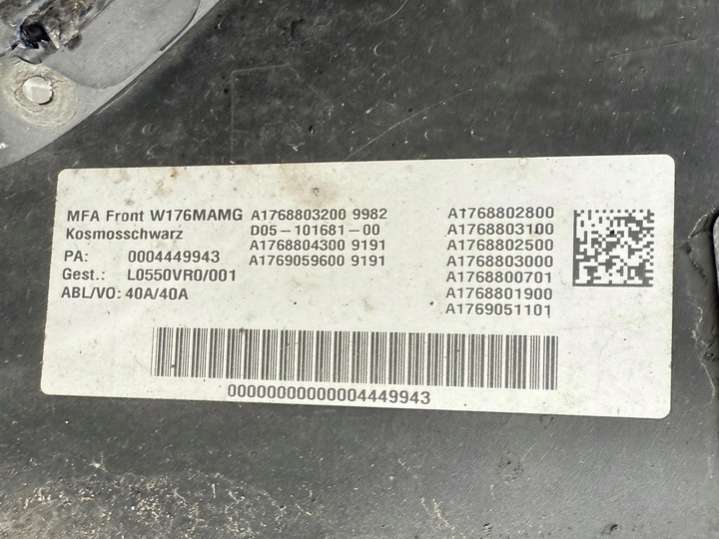 MFA Front W176MAMG A1768803200 9982 A1768802800
Kosmosschwarz D05-101681-00 A1768803100
A1768804300 9191 A1768802500
PA: 0004449943 A1769059600 9191 A1768803000
Gest.: L0550VR0/001 A1768800701
ABL/VO: 40A/40A A1768801900
A1769051101
00000000000004449943